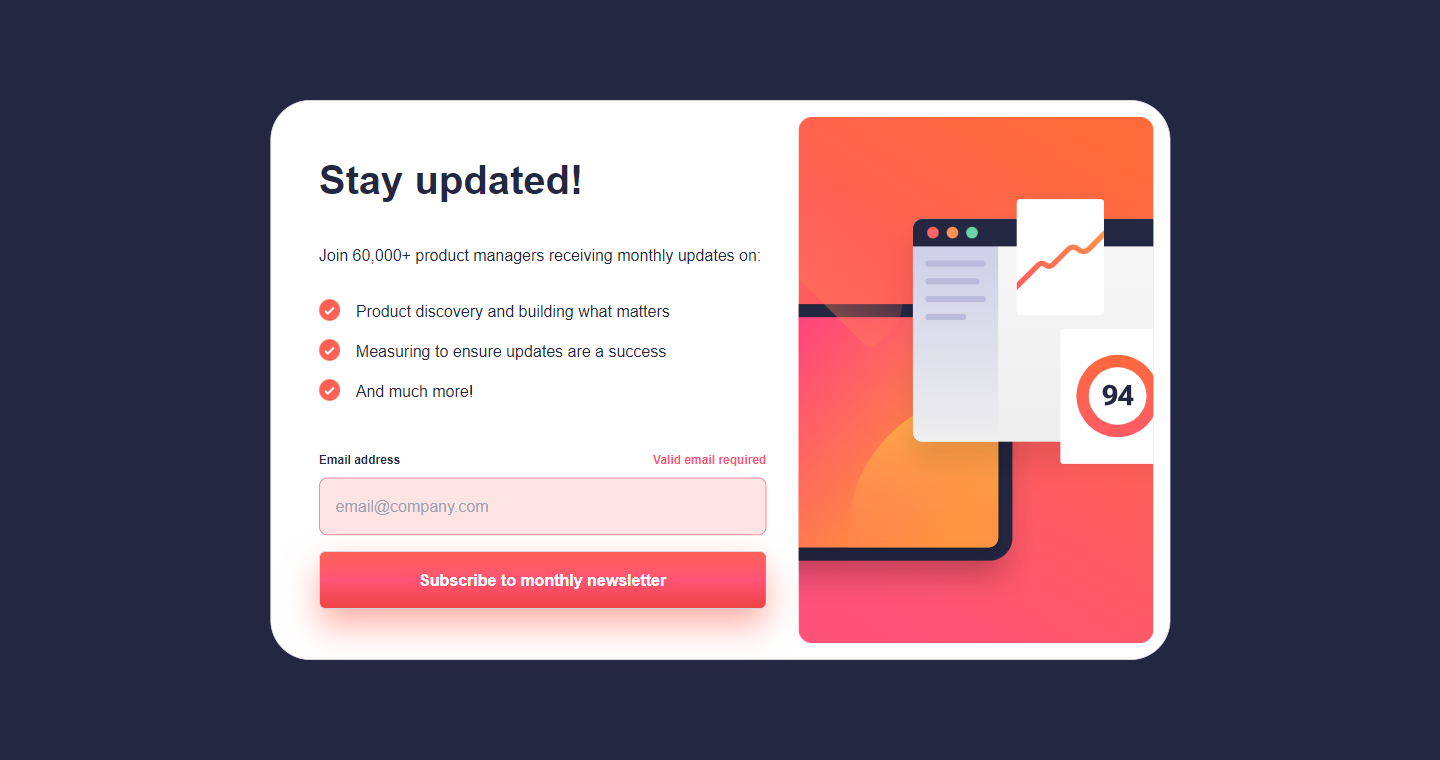 Stay updated!
Join 60,000+ product managers receiving monthly updates on:
Product discovery and building what matters
Measuring to ensure updates are a success
And much more!
Email address
Valid email required
email@company.com
Subscribe to monthly newsletter
94